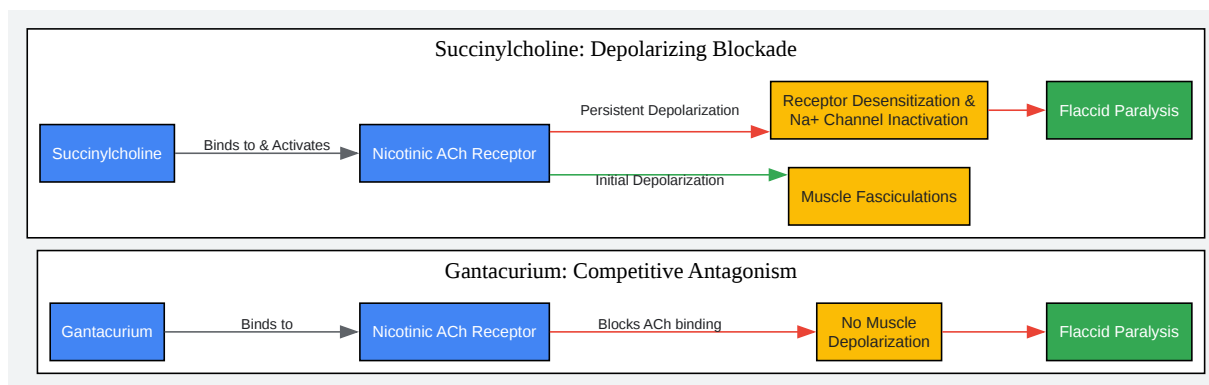 Succinylcholine: Depolarizing Blockade
Succinylcholine
Binds to & Activates
Nicotinic ACh Receptor
Persistent Depolarization
Receptor Desensitization &
Na+ Channel Inactivation
Flaccid Paralysis
Initial Depolarization
Muscle Fasciculations
Gantacurium: Competitive Antagonism
Gantacurium
Binds to
Nicotinic ACh Receptor
Blocks ACh binding
No Muscle
Depolarization
Flaccid Paralysis